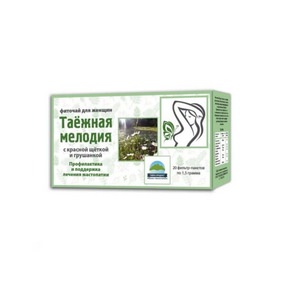 фиточай для женщин
Таёжная
мелодия
с красной щёткой
и грушанкой
Профилактика
и поддержка
лечения мастопатии
20 фильтр-пакетов
по 1,5 грамма